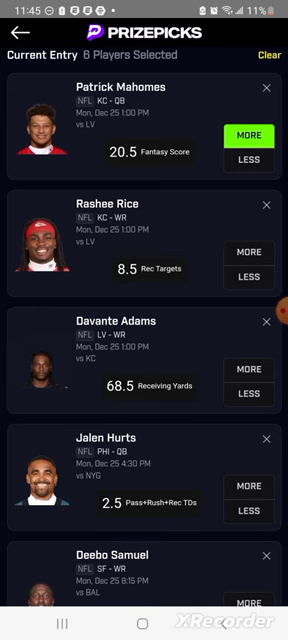 11:45
11%
PRIZEPICKS
Current Entry 6 Players Selected
Clear
Patrick Mahomes
NFL KC - QB
Mon, Dec 25 1:00 PM
vs LV
20.5 Fantasy Score
MORE
LESS
Rashee Rice
NFL KC - WR
Mon, Dec 25 1:00 PM
vs LV
8.5 Rec Targets
MORE
LESS
Davante Adams
NFL LV - WR
Mon, Dec 25 1:00 PM
vs KC
68.5 Receiving Yards
MORE
LESS
Jalen Hurts
NFL PHI - QB
Mon, Dec 25 4:30 PM
vs NYG
2.5 Pass+Rush+Rec TDs
MORE
LESS
Deebo Samuel
NFL SF - WR
Mon, Dec 25 8:15 PM
vs BAL
MORE
XRecorder